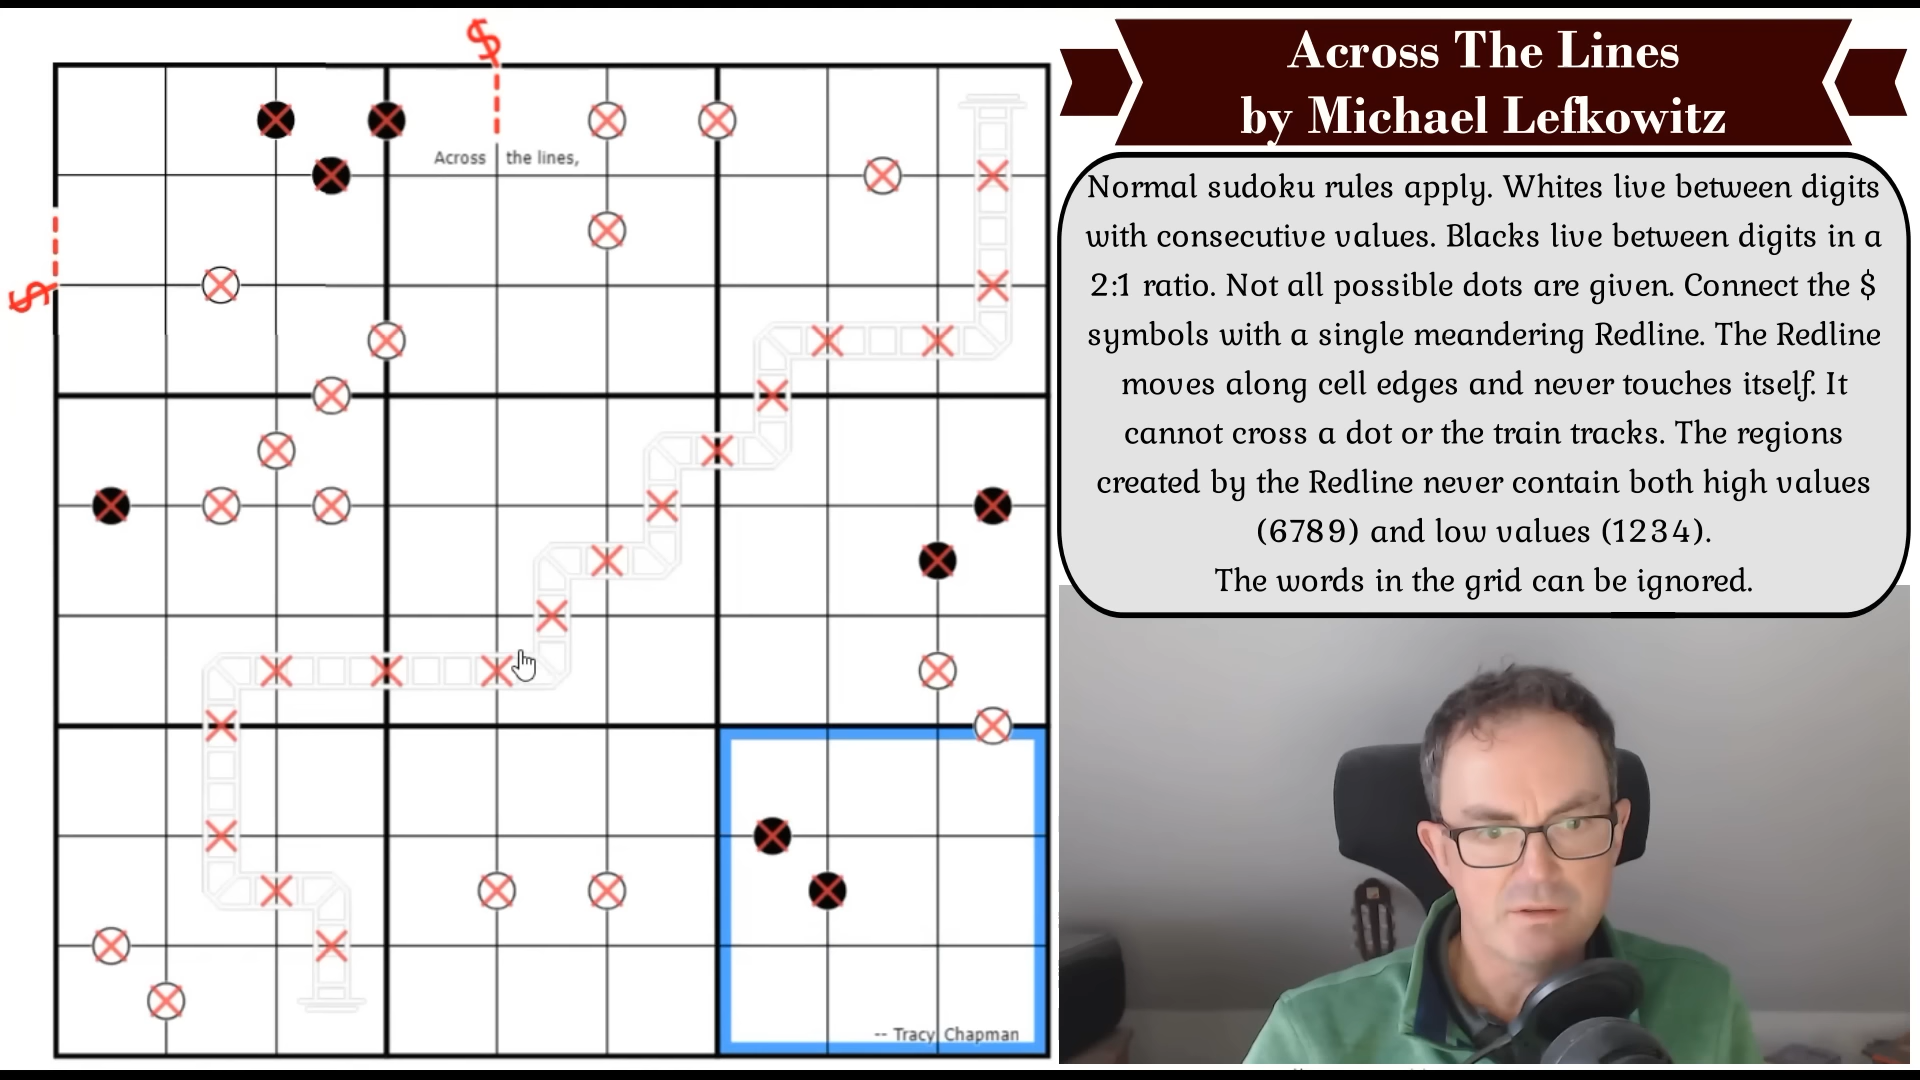 $
Across the lines,
$
-- Tracy Chapman
Across The Lines
by Michael Lefkowitz
Normal sudoku rules apply. Whites live between digits
with consecutive values. Blacks live between digits in a
2:1 ratio. Not all possible dots are given. Connect the $
symbols with a single meandering Redline. The Redline
moves along cell edges and never touches itself. It
cannot cross a dot or the train tracks. The regions
created by the Redline never contain both high values
(6789) and low values (1234).
The words in the grid can be ignored.